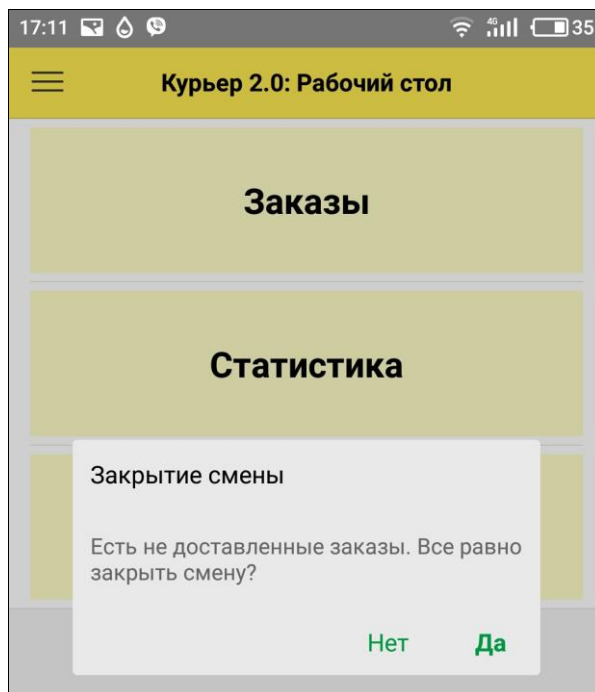 17:11 4G 35
Курьер 2.0: Рабочий стол
Заказы
Статистика
Закрытие смены
Есть не доставленные заказы. Все равно
закрыть смену?
Нет Да